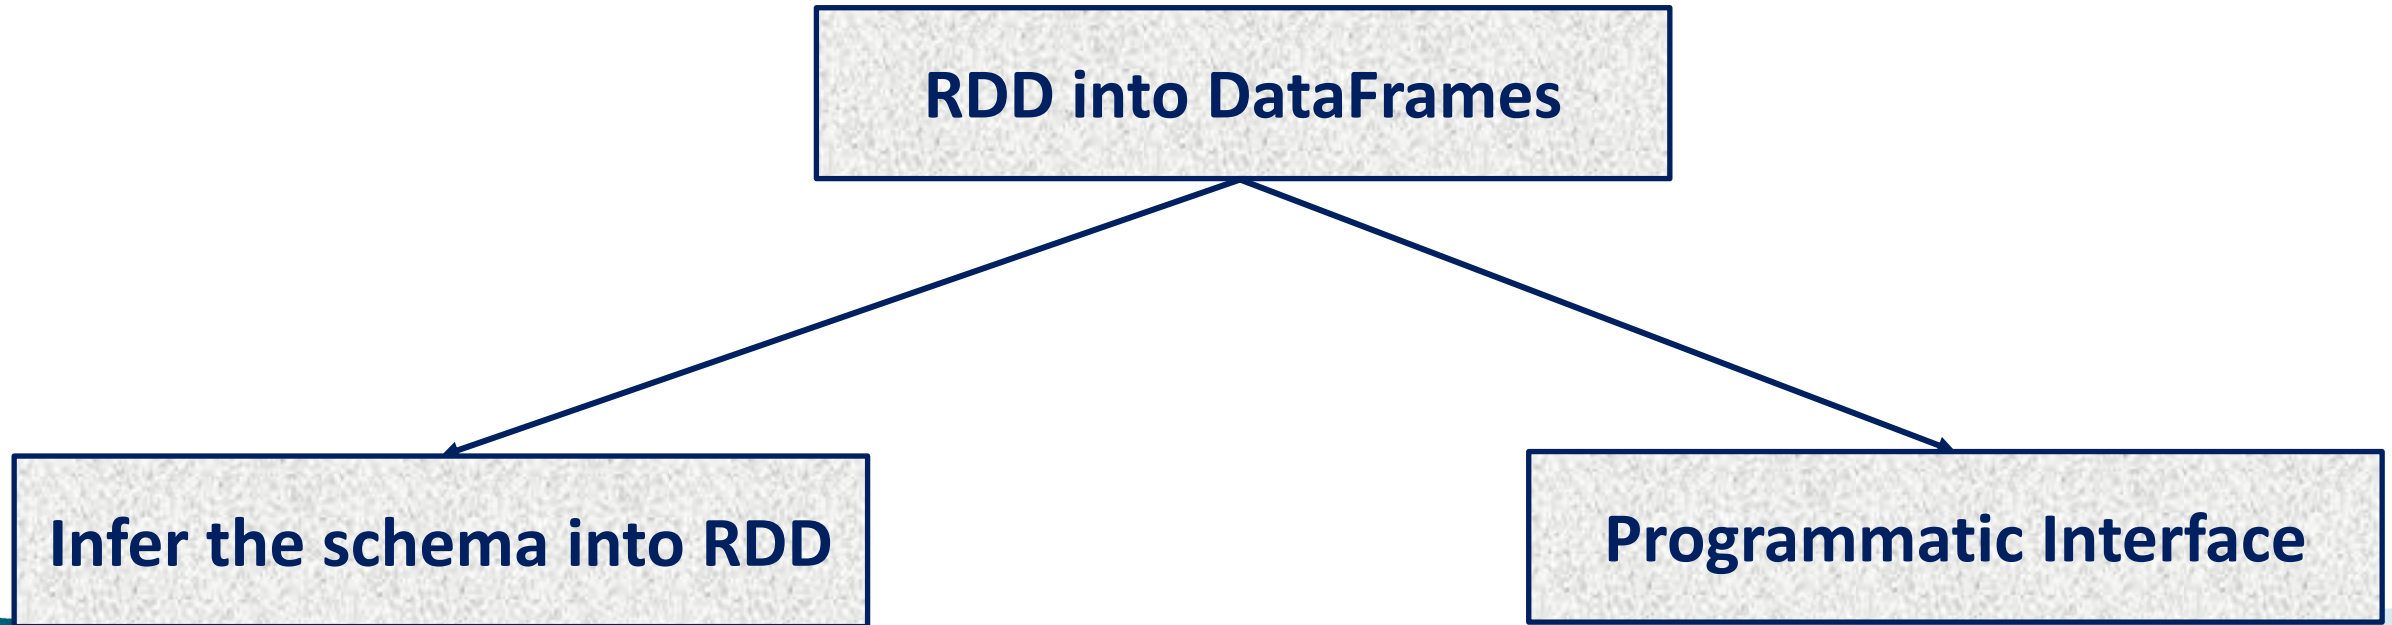 RDD into DataFrames
Infer the schema into RDD
Programmatic Interface